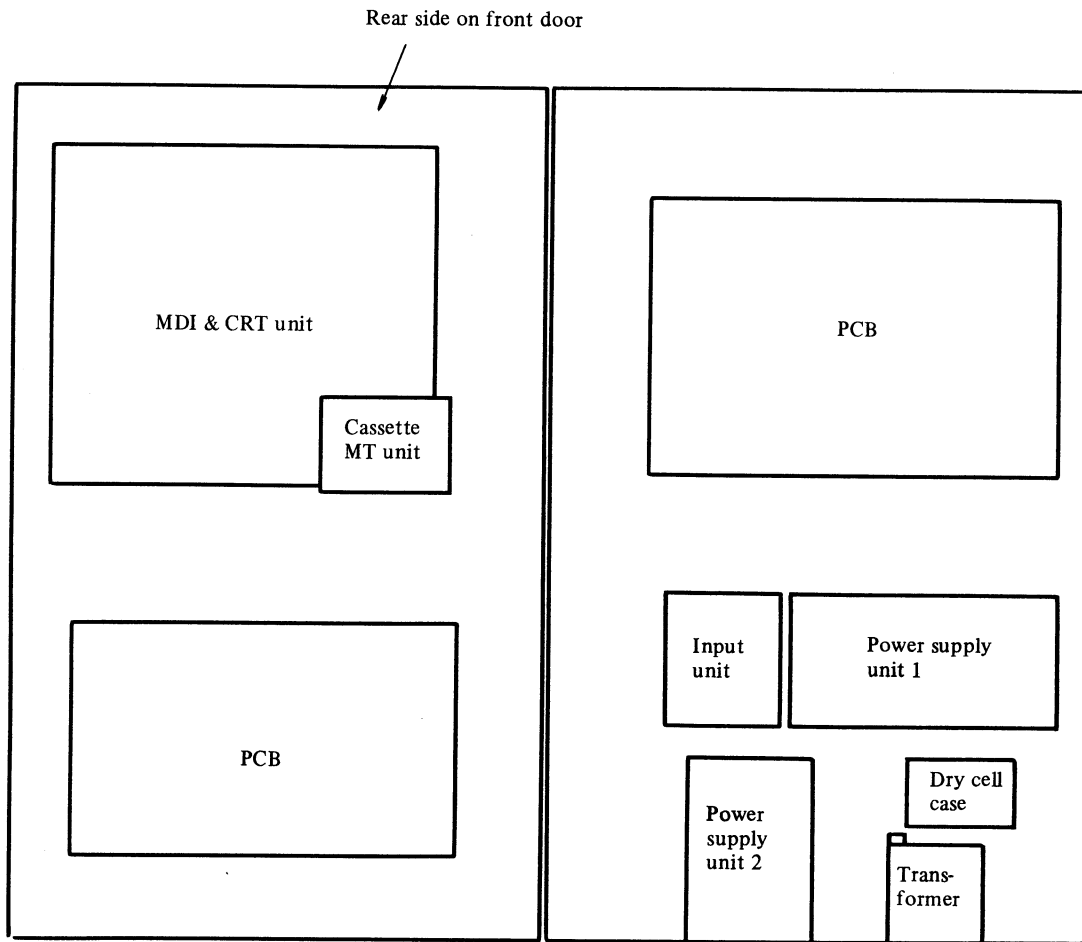 Rear side on front door
MDI & CRT unit
Cassette
MT unit
PCB
PCB
Input
unit
Power supply
unit 1
Power
supply
unit 2
Dry cell
case
Trans-
former